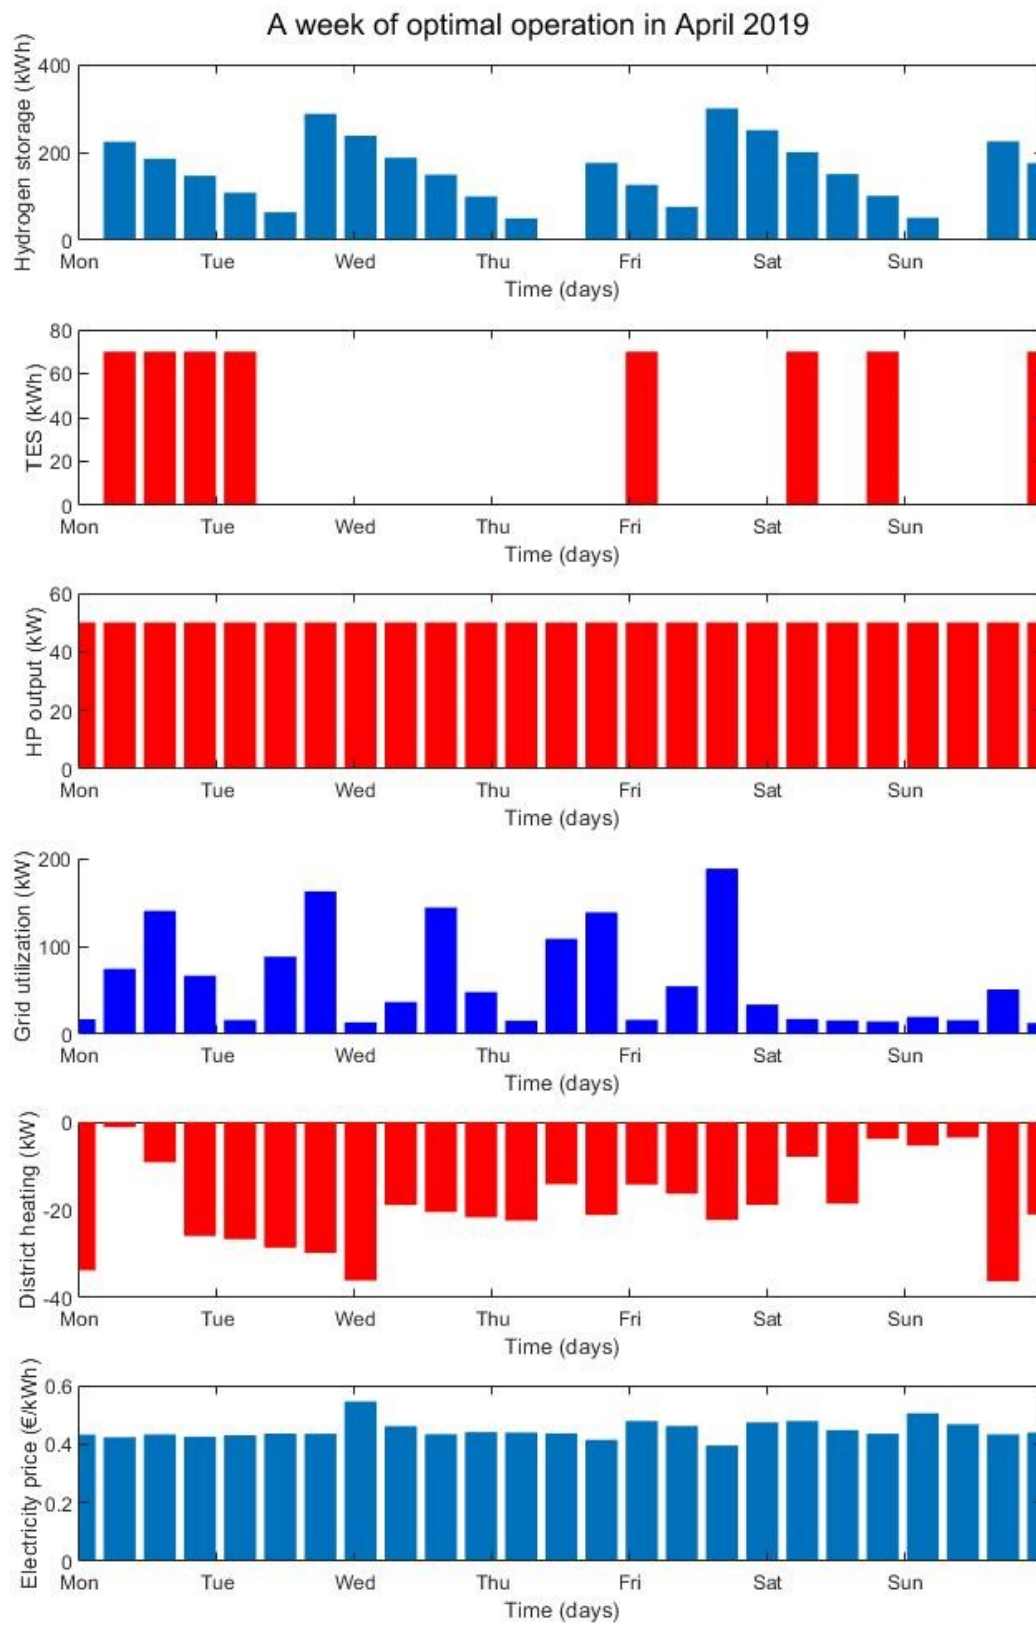 A week of optimal operation in April 2019
Hydrogen storage (kWh)
400
200
0
Mon Tue Wed Thu Fri Sat Sun
Time (days)
TES (kWh)
80
60
40
20
0
Mon Tue Wed Thu Fri Sat Sun
Time (days)
HP output (kW)
60
40
20
0
Mon Tue Wed Thu Fri Sat Sun
Time (days)
Grid utilization (kW)
200
100
0
Mon Tue Wed Thu Fri Sat Sun
Time (days)
District heating (kW)
0
-20
-40
Mon Tue Wed Thu Fri Sat Sun
Time (days)
Electricity price (€/kWh)
0.6
0.4
0.2
0
Mon Tue Wed Thu Fri Sat Sun
Time (days)